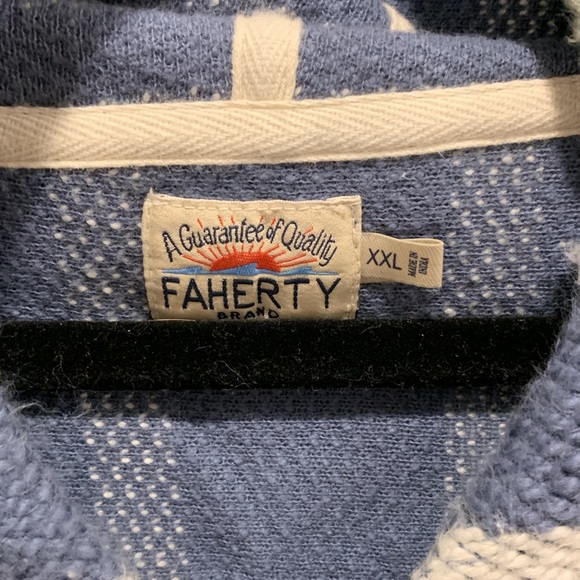 A Guarantee of Quality
FAHERTY
BRAND
XXL
MADE IN
INDIA